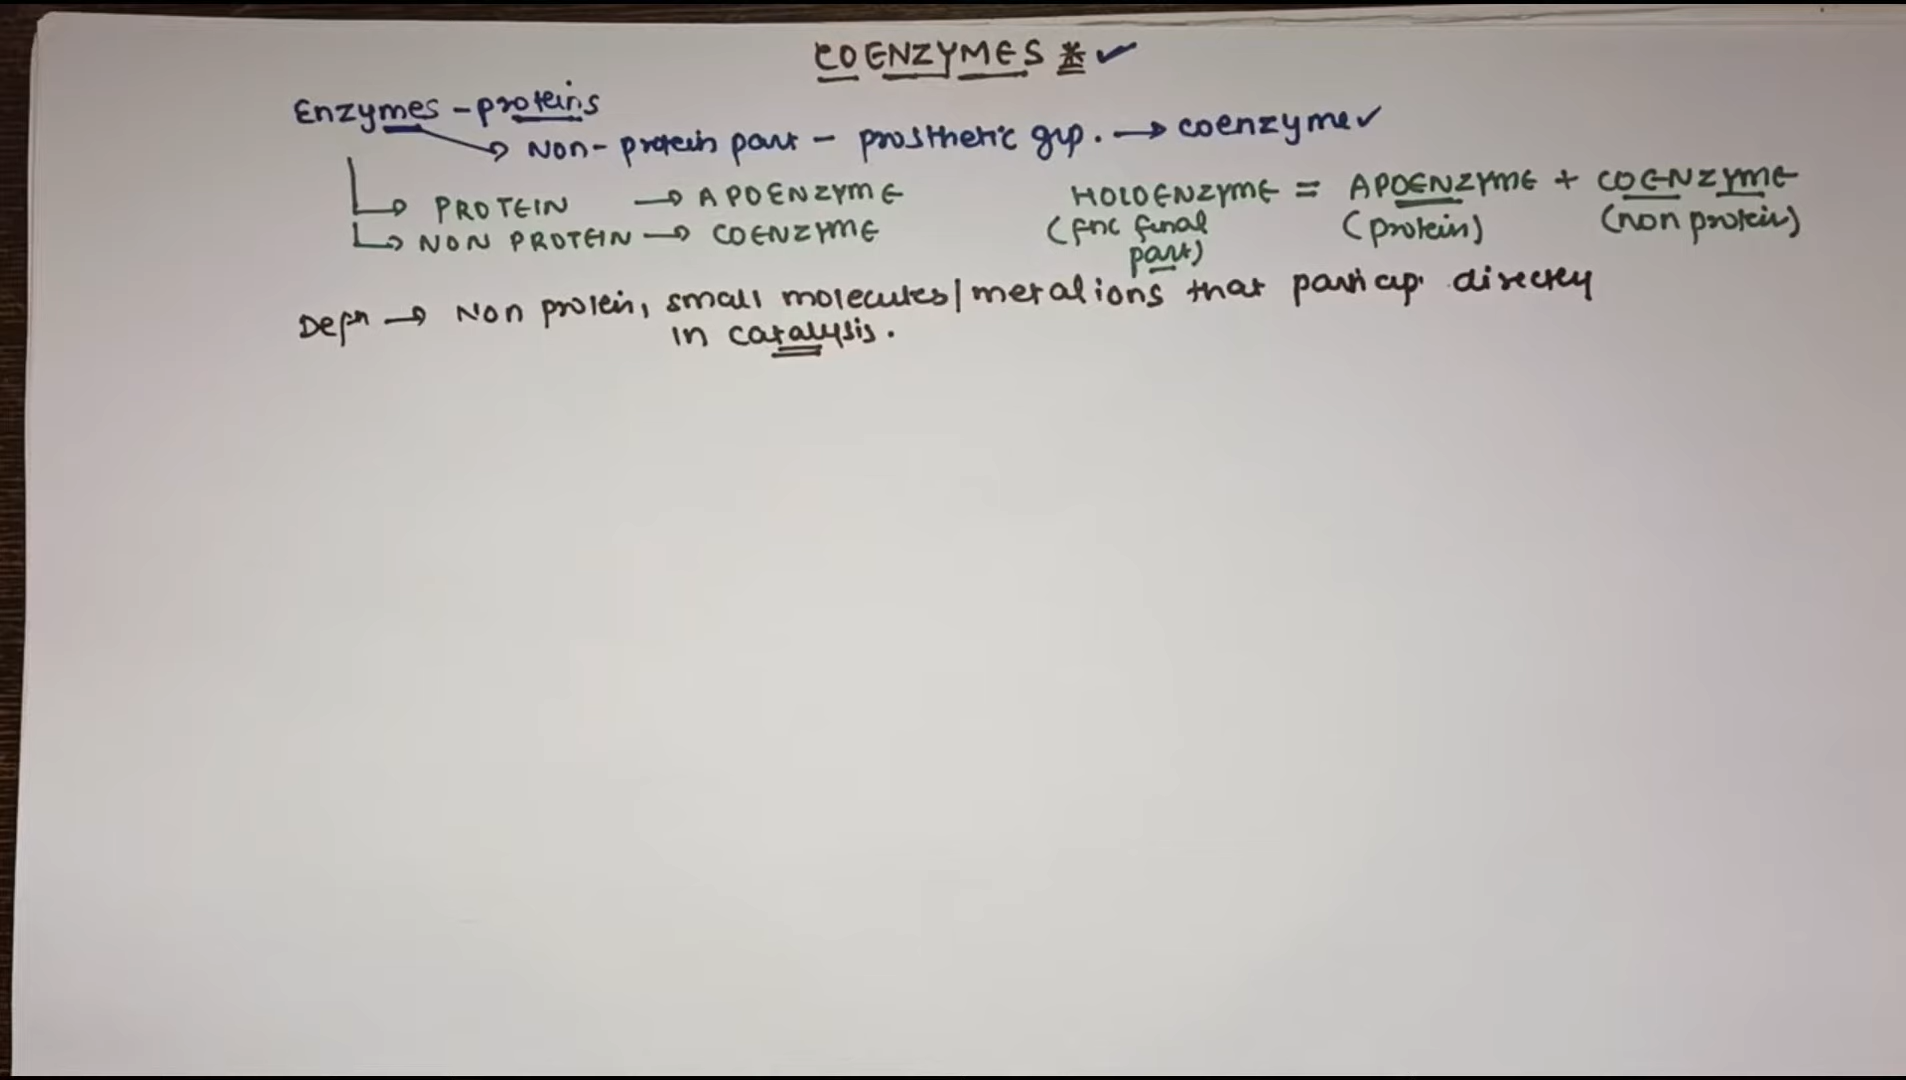 COENZYMES * ✓
Enzymes - proteins
→ Non-protein part - prosthetic grp. → coenzyme ✓
→ PROTEIN → APOENZYME
→ NON PROTEIN → COENZYME
HOLOENZYME = APOENZYME + COENZYME
(fnc final part) (protein) (non protein)
Defn → Non protein, small molecules/metal ions that particip. directly
in catalysis.